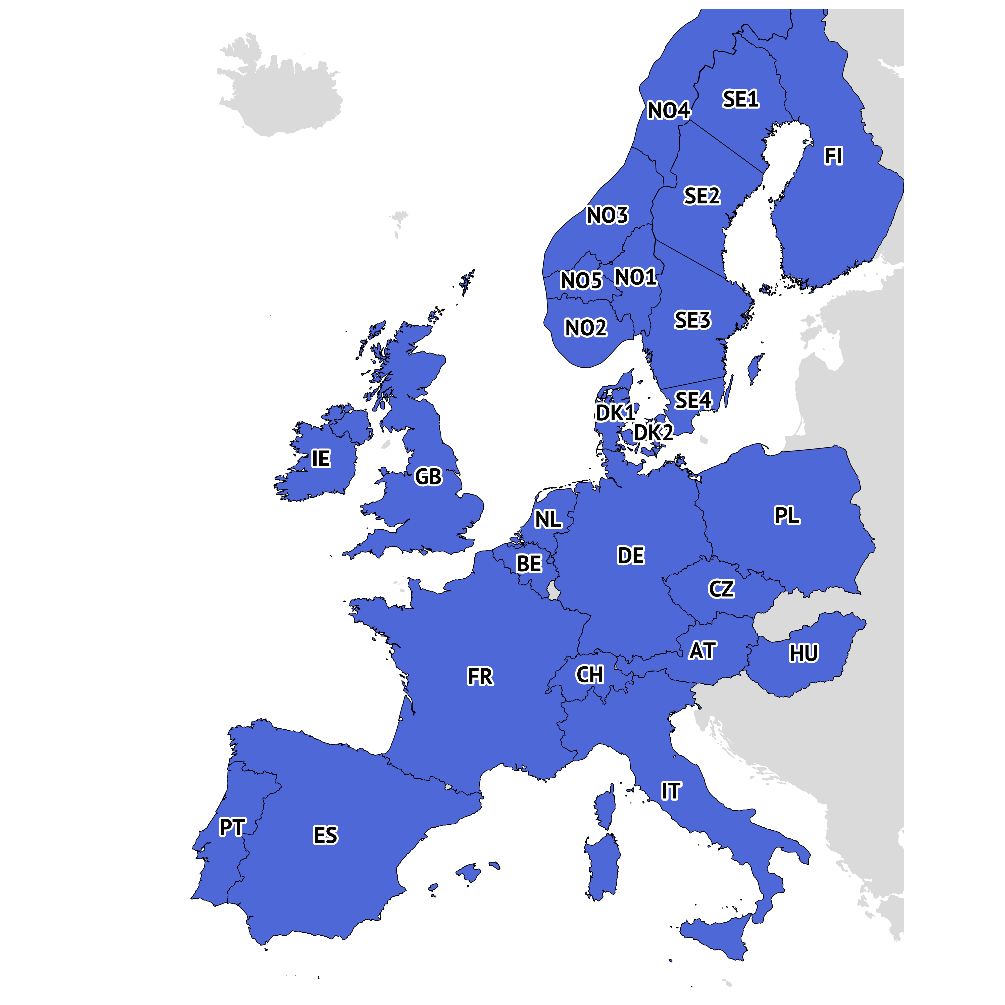 SE1
NO4
FI
SE2
NO3
NO1
NO5
SE3
NO2
SE4
DK1
DK2
IE
GB
PL
NL
DE
BE
CZ
AT
HU
CH
FR
IT
PT
ES